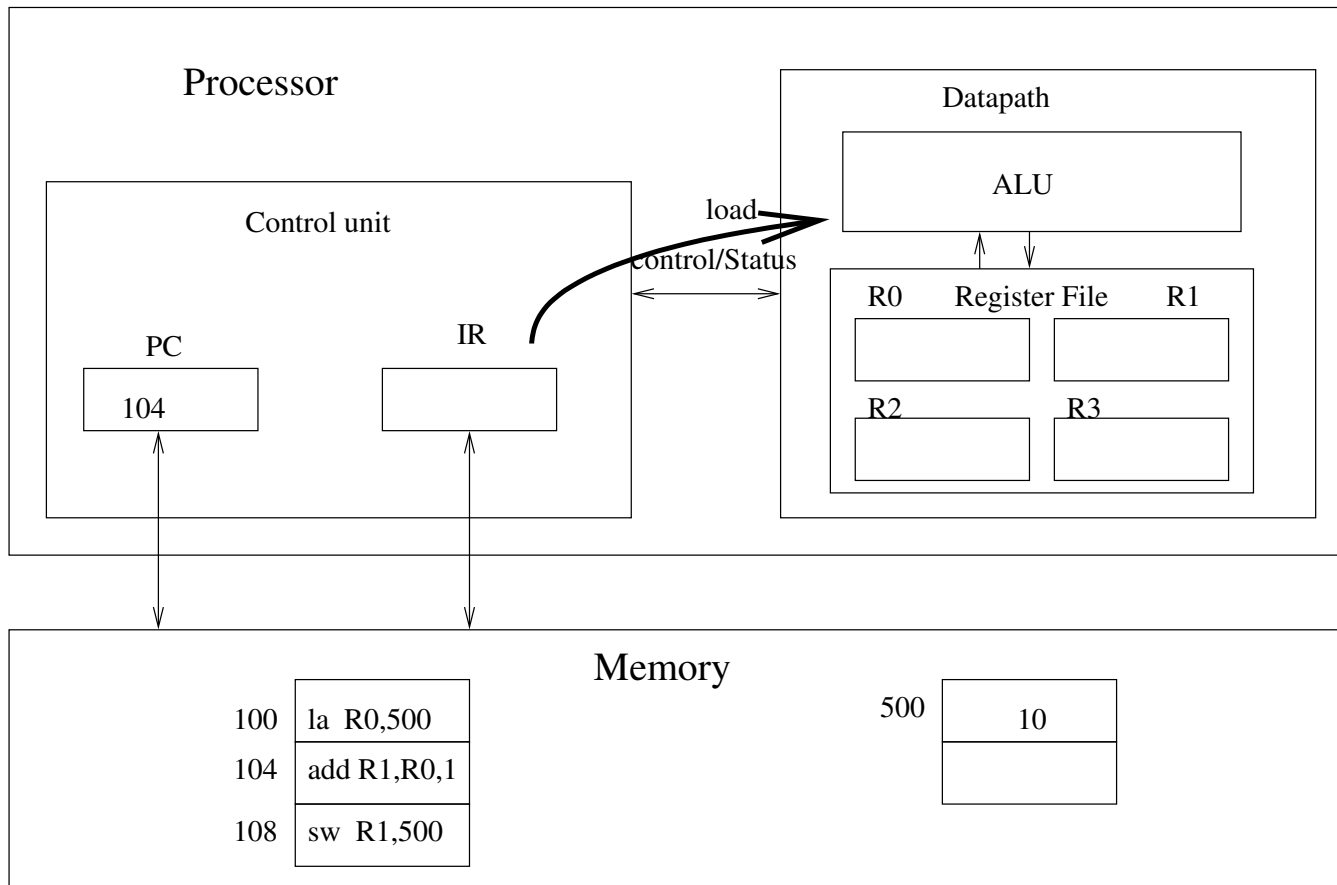 Processor
Datapath
ALU
Control unit
load
control/Status
R0 Register File R1
PC
IR
104
R2
R3
Memory
100 la R0,500
104 add R1,R0,1
108 sw R1,500
500 10